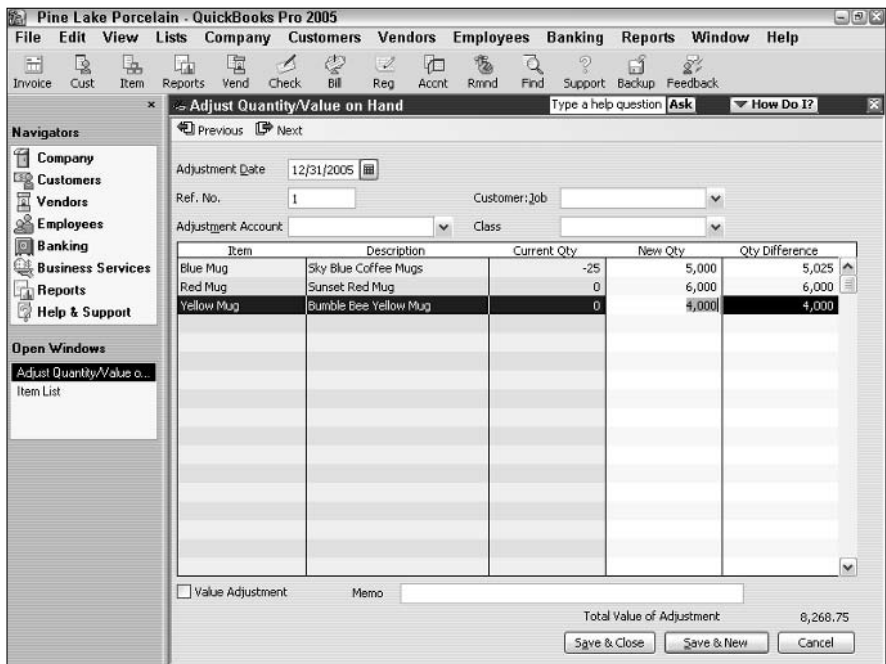 Pine Lake Porcelain - QuickBooks Pro 2005
File Edit View Lists Company Customers Vendors Employees Banking Reports Window Help
Invoice Cust Item Reports Vend Check Bill Reg Accnt Rmnd Find Support Backup Feedback
Adjust Quantity/Value on Hand Type a help question Ask How Do I?
Navigators
Company
Customers
Vendors
Employees
Banking
Business Services
Reports
Help & Support
Open Windows
Adjust Quantity/Value o...
Item List
Previous Next
Adjustment Date 12/31/2005
Ref. No. 1 Customer:Job
Adjustment Account Class
Item Description Current Qty New Qty Qty Difference
Blue Mug Sky Blue Coffee Mugs -25 5,000 5,025
Red Mug Sunset Red Mug 0 6,000 6,000
Yellow Mug Bumble Bee Yellow Mug 0 4,000 4,000
Value Adjustment Memo
Total Value of Adjustment 8,268.75
Save & Close Save & New Cancel